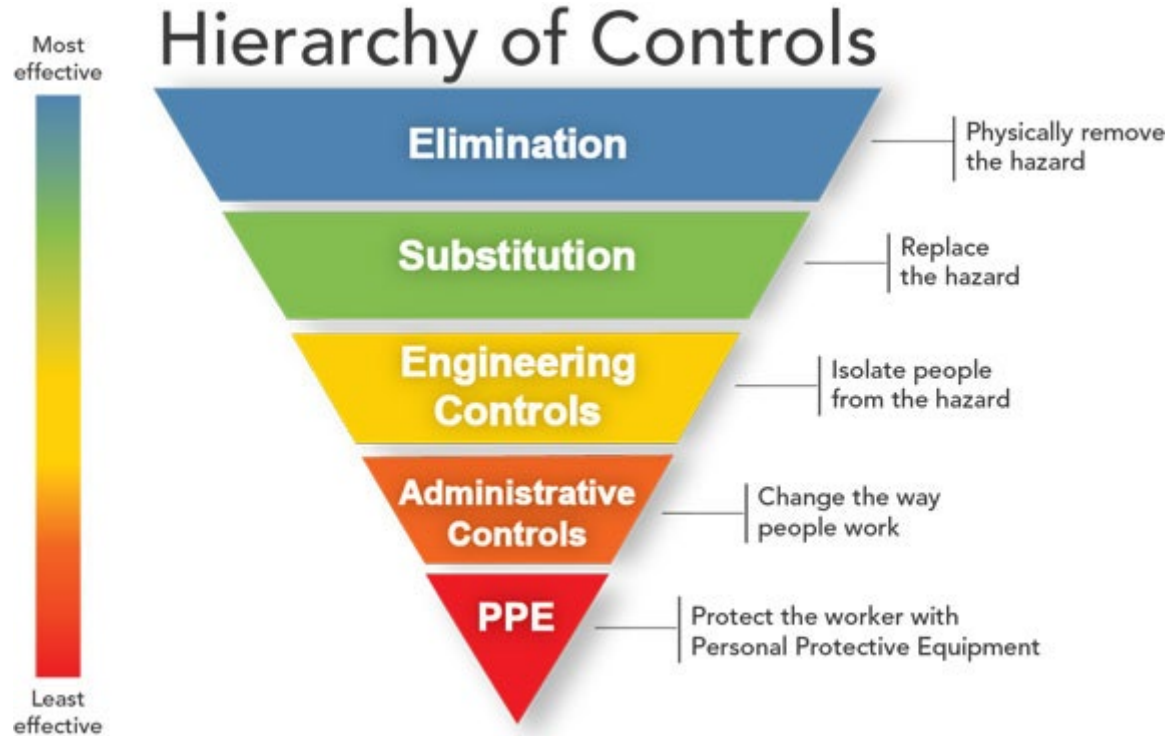 Hierarchy of Controls
Most
effective
Elimination
Physically remove
the hazard
Substitution
Replace
the hazard
Engineering
Controls
Isolate people
from the hazard
Administrative
Controls
Change the way
people work
PPE
Protect the worker with
Personal Protective Equipment
Least
effective